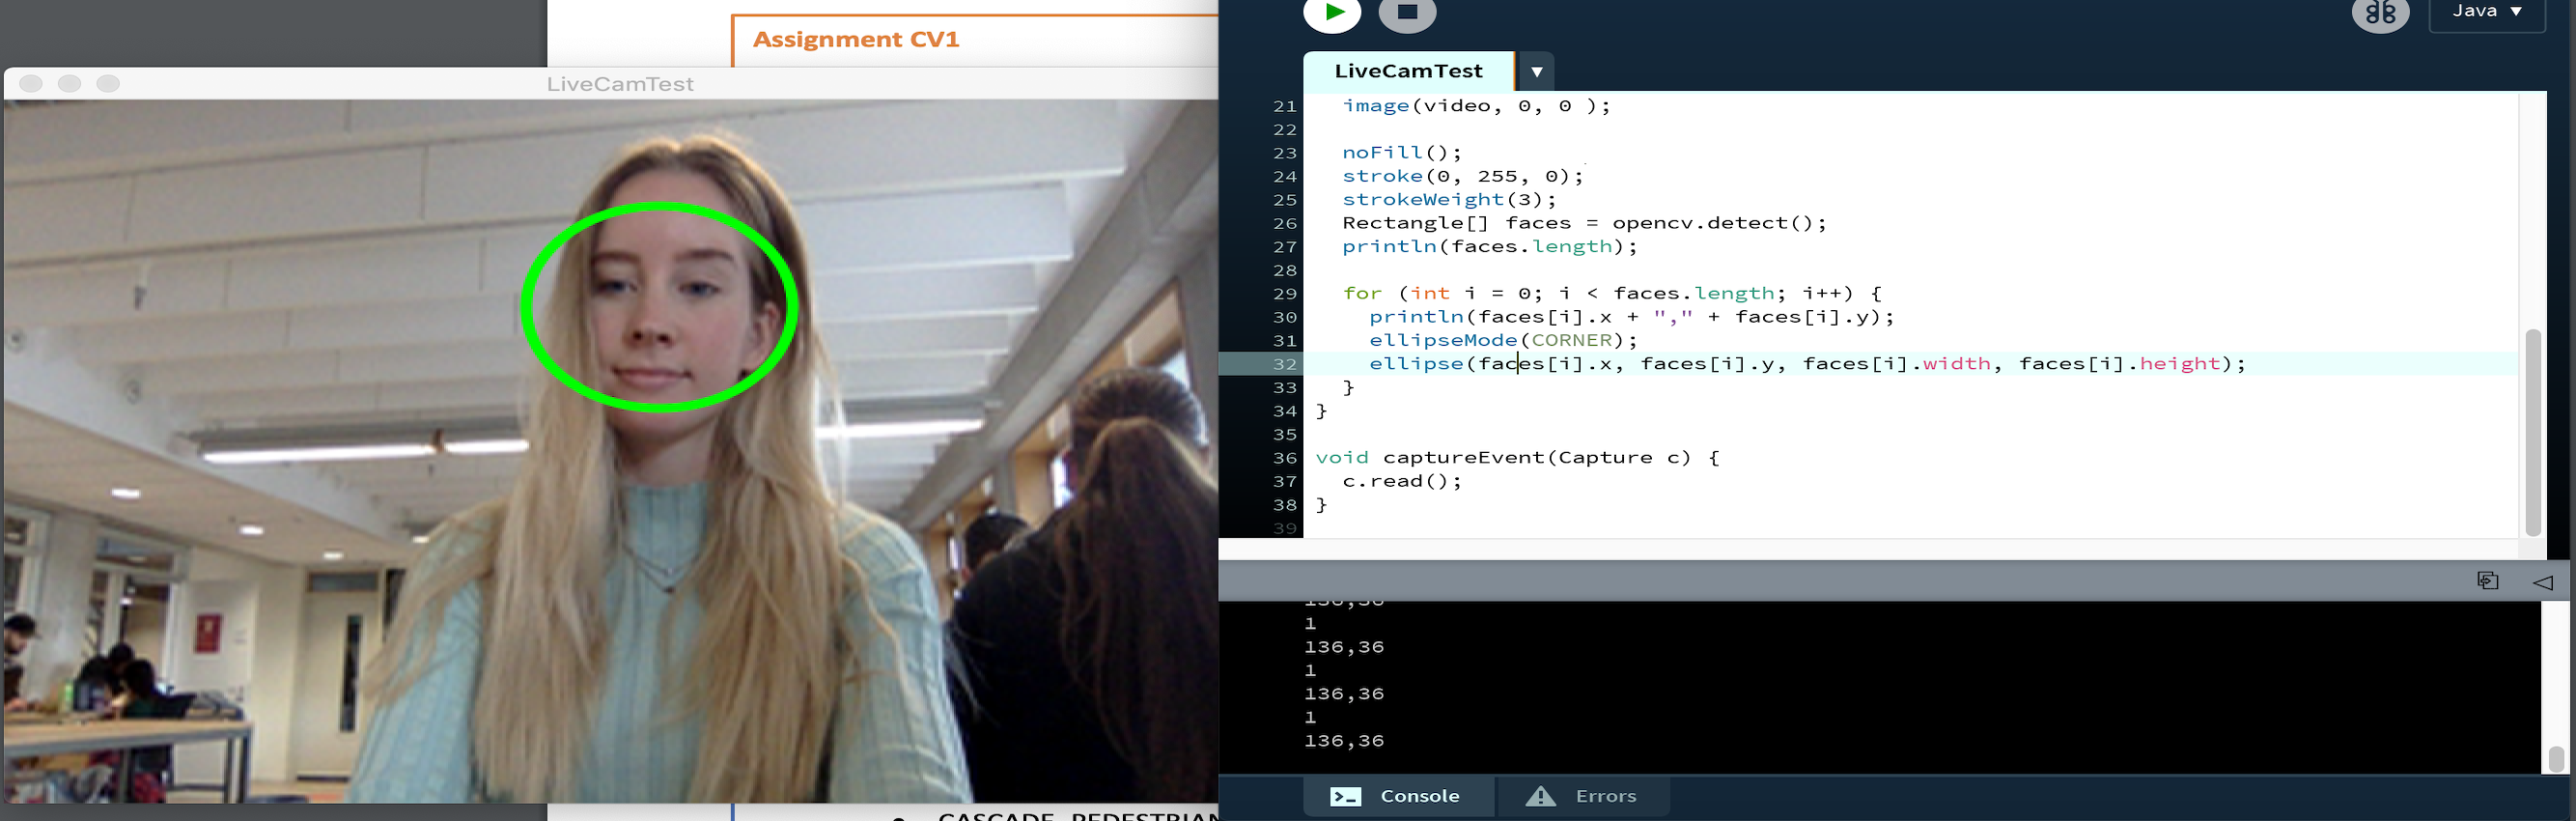 Assignment CV1
LiveCamTest
CASCADE_PEDESTRIAN
Java
LiveCamTest
21 image(video, 0, 0 );
22
23 noFill();
24 stroke(0, 255, 0);
25 strokeWeight(3);
26 Rectangle[] faces = opencv.detect();
27 println(faces.length);
28
29 for (int i = 0; i < faces.length; i++) {
30 println(faces[i].x + "," + faces[i].y);
31 ellipseMode(CORNER);
32 ellipse(faces[i].x, faces[i].y, faces[i].width, faces[i].height);
33 }
34 }
35
36 void captureEvent(Capture c) {
37 c.read();
38 }
39
136,36
1
136,36
1
136,36
1
136,36
Console Errors